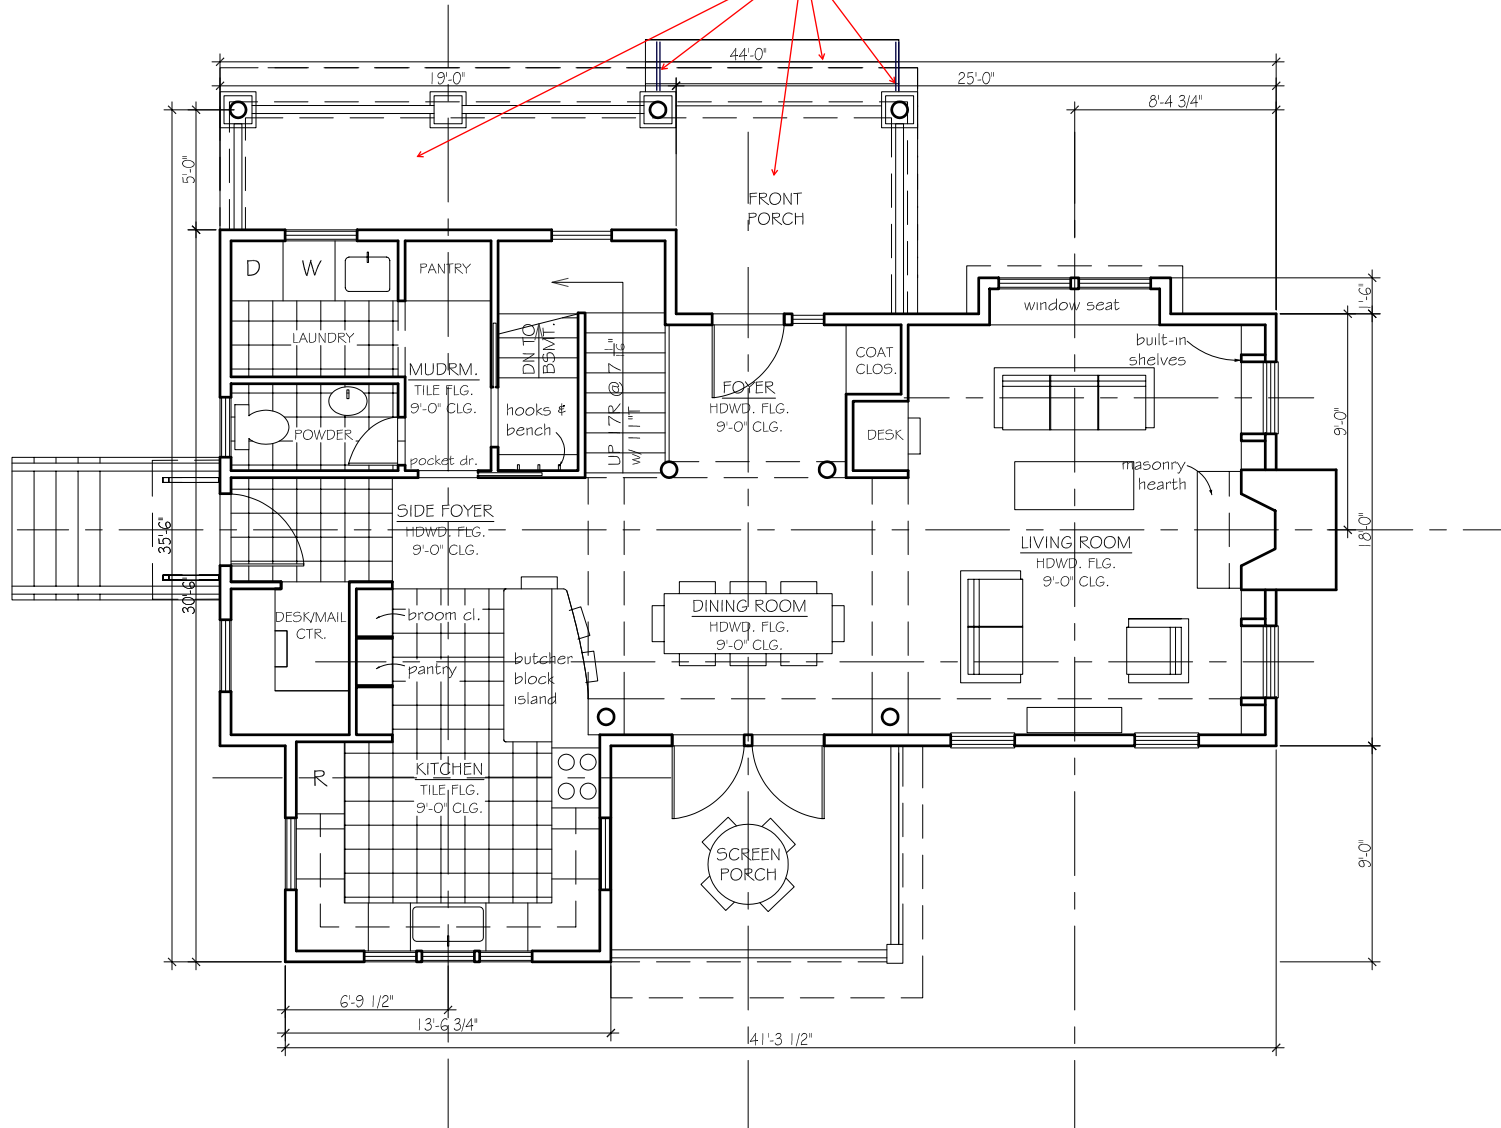 44'-0"
19'-0"
25'-0"
8'-4 3/4"
5'-0"
FRONT
PORCH
D
W
PANTRY
window seat
1'-6"
LAUNDRY
DN TO
BSMT.
UP 17R @ 7 1/16"
w/ 11"T
COAT
CLOS.
built-in
shelves
MUDRM.
TILE FLG.
9'-0" CLG.
FOYER
HDWD. FLG.
9'-0" CLG.
hooks &
bench
9'-0"
POWDER
DESK
pocket dr.
masonry
hearth
SIDE FOYER
HDWD. FLG.
9'-0" CLG.
35'-6"
18'-0"
LIVING ROOM
HDWD. FLG.
9'-0" CLG.
30'-6"
DESK/MAIL
CTR.
broom cl.
DINING ROOM
HDWD. FLG.
9'-0" CLG.
pantry
butcher
block
island
R
KITCHEN
TILE FLG.
9'-0" CLG.
SCREEN
PORCH
9'-0"
6'-9 1/2"
13'-6 3/4"
41'-3 1/2"